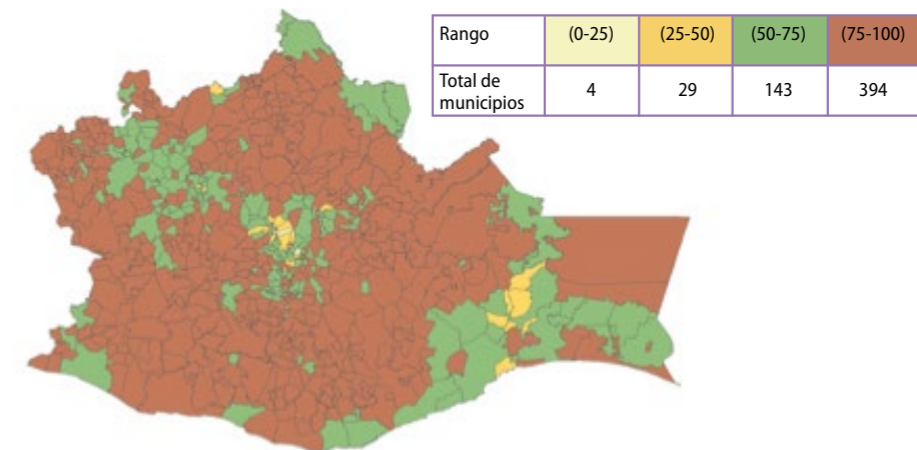 Rango (0-25) (25-50) (50-75) (75-100)
Total de
municipios 4 29 143 394